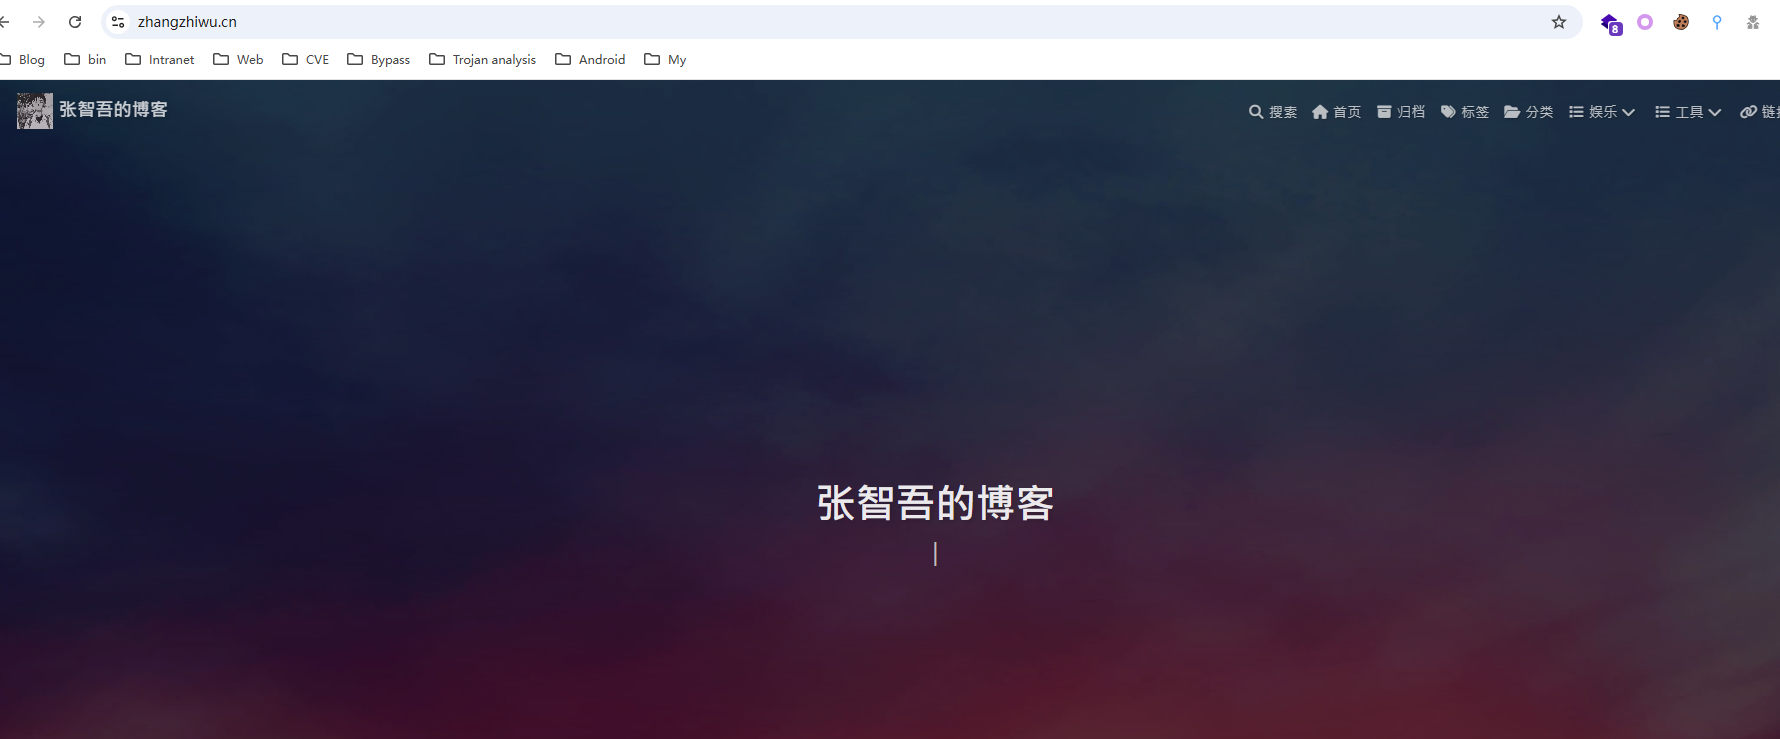 zhangzhiwu.cn
8
Blog bin Intranet Web CVE Bypass Trojan analysis Android My
张智吾的博客 搜索 首页 归档 标签 分类 娱乐 工具 链
张智吾的博客